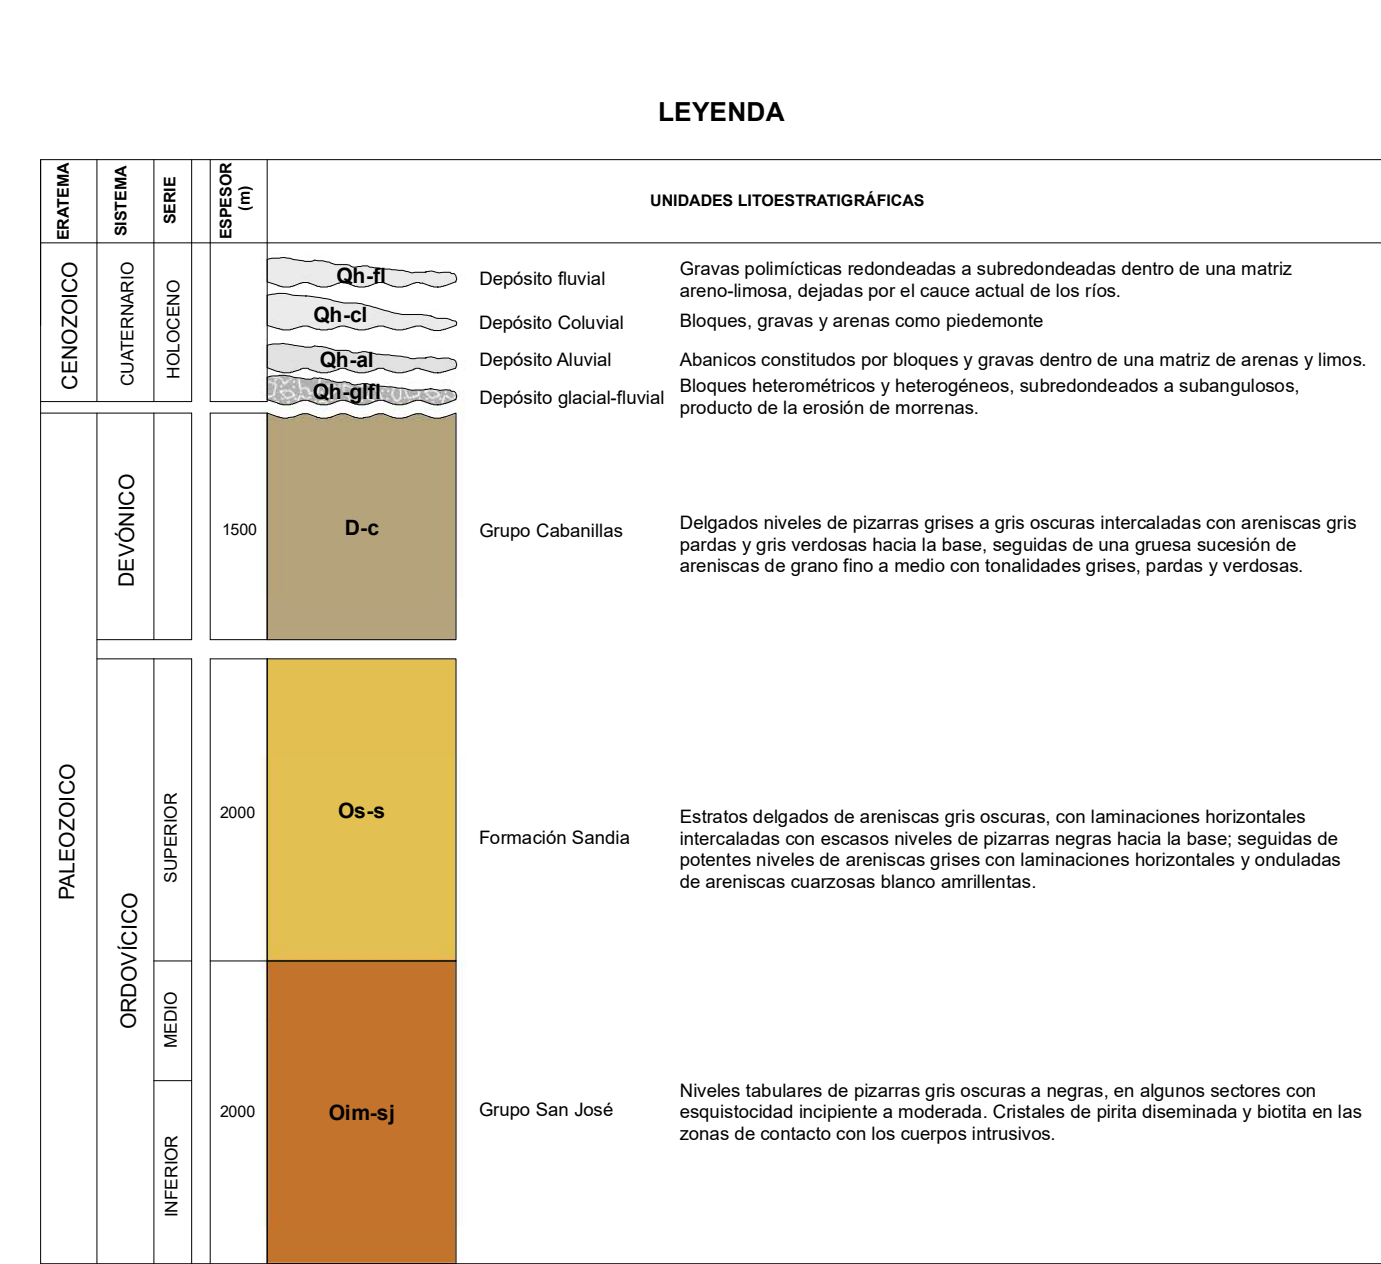 LEYENDA
ERATEMA
SISTEMA
SERIE
ESPESOR
(m)
UNIDADES LITOESTRATIGRÁFICAS
CENOZOICO
CUATERNARIO
HOLOCENO
Qh-fl
Depósito fluvial
Gravas polimícticas redondeadas a subredondeadas dentro de una matriz
areno-limosa, dejadas por el cauce actual de los ríos.
Qh-cl
Depósito Coluvial
Bloques, gravas y arenas como piedemonte
Qh-al
Depósito Aluvial
Abanicos constitudos por bloques y gravas dentro de una matriz de arenas y limos.
Qh-glfl
Depósito glacial-fluvial
Bloques heterométricos y heterogéneos, subredondeados a subangulosos,
producto de la erosión de morrenas.
PALEOZOICO
DEVÓNICO
1500
D-c
Grupo Cabanillas
Delgados niveles de pizarras grises a gris oscuras intercaladas con areniscas gris
pardas y gris verdosas hacia la base, seguidas de una gruesa sucesión de
areniscas de grano fino a medio con tonalidades grises, pardas y verdosas.
ORDOVÍCICO
SUPERIOR
2000
Os-s
Formación Sandia
Estratos delgados de areniscas gris oscuras, con laminaciones horizontales
intercaladas con escasos niveles de pizarras negras hacia la base; seguidas de
potentes niveles de areniscas grises con laminaciones horizontales y onduladas
de areniscas cuarzosas blanco amrillentas.
MEDIO
INFERIOR
2000
Oim-sj
Grupo San José
Niveles tabulares de pizarras gris oscuras a negras, en algunos sectores con
esquistocidad incipiente a moderada. Cristales de pirita diseminada y biotita en las
zonas de contacto con los cuerpos intrusivos.